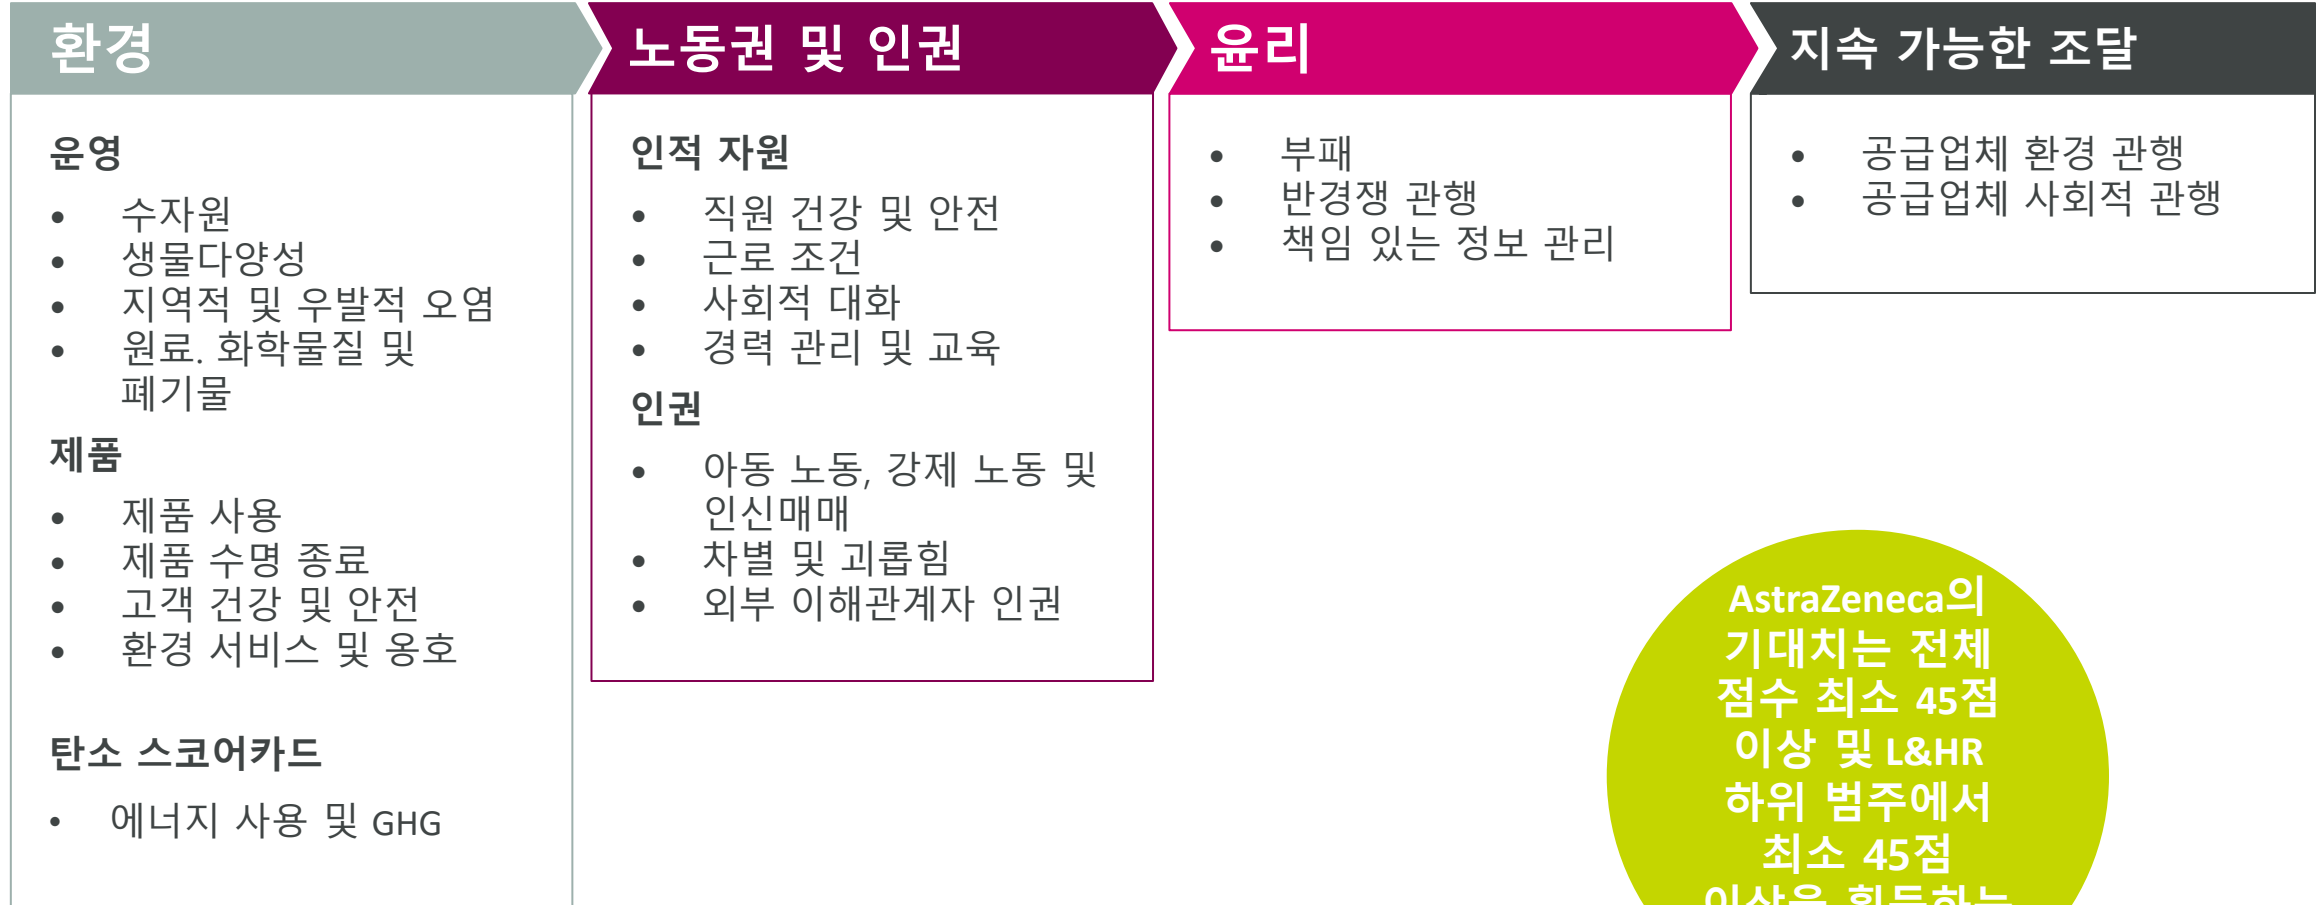 환경
운영
• 수자원
• 생물다양성
• 지역적 및 우발적 오염
• 원료. 화학물질 및
폐기물
제품
• 제품 사용
• 제품 수명 종료
• 고객 건강 및 안전
• 환경 서비스 및 옹호
탄소 스코어카드
• 에너지 사용 및 GHG
노동권 및 인권
인적 자원
• 직원 건강 및 안전
• 근로 조건
• 사회적 대화
• 경력 관리 및 교육
인권
• 아동 노동, 강제 노동 및
인신매매
• 차별 및 괴롭힘
• 외부 이해관계자 인권
윤리
• 부패
• 반경쟁 관행
• 책임 있는 정보 관리
지속 가능한 조달
• 공급업체 환경 관행
• 공급업체 사회적 관행
AstraZeneca의
기대치는 전체
점수 최소 45점
이상 및 L&HR
하위 범주에서
최소 45점
이상을 획득하는